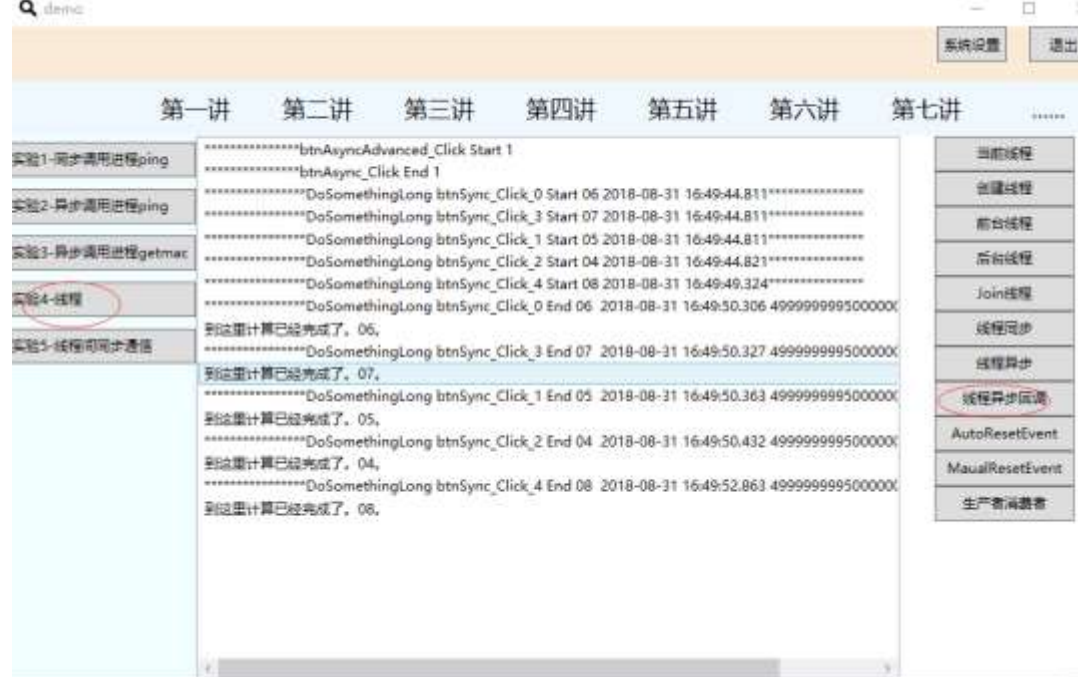 demo
系统设置 退出
第一讲 第二讲 第三讲 第四讲 第五讲 第六讲 第七讲 ......
实验1-同步调用进程ping
实验2-异步调用进程ping
实验3-异步调用进程getmac
实验4-线程
实验5-线程间同步通信
****************btnAsyncAdvanced_Click Start 1
****************btnAsync_Click End 1
****************DoSomethingLong btnSync_Click_0 Start 06 2018-08-31 16:49:44.811***************
****************DoSomethingLong btnSync_Click_3 Start 07 2018-08-31 16:49:44.811***************
****************DoSomethingLong btnSync_Click_1 Start 05 2018-08-31 16:49:44.811***************
****************DoSomethingLong btnSync_Click_2 Start 04 2018-08-31 16:49:44.821***************
****************DoSomethingLong btnSync_Click_4 Start 08 2018-08-31 16:49:49.324***************
****************DoSomethingLong btnSync_Click_0 End 06 2018-08-31 16:49:50.306 4999999995000000
到这里计算已经完成了。06。
****************DoSomethingLong btnSync_Click_3 End 07 2018-08-31 16:49:50.327 4999999995000000
到这里计算已经完成了。07。
****************DoSomethingLong btnSync_Click_1 End 05 2018-08-31 16:49:50.363 4999999995000000
到这里计算已经完成了。05。
****************DoSomethingLong btnSync_Click_2 End 04 2018-08-31 16:49:50.432 4999999995000000
到这里计算已经完成了。04。
****************DoSomethingLong btnSync_Click_4 End 08 2018-08-31 16:49:52.863 4999999995000000
到这里计算已经完成了。08。
当前线程
创建线程
前台线程
后台线程
Join线程
线程同步
线程异步
线程异步回调
AutoResetEvent
MaualResetEvent
生产者消费者